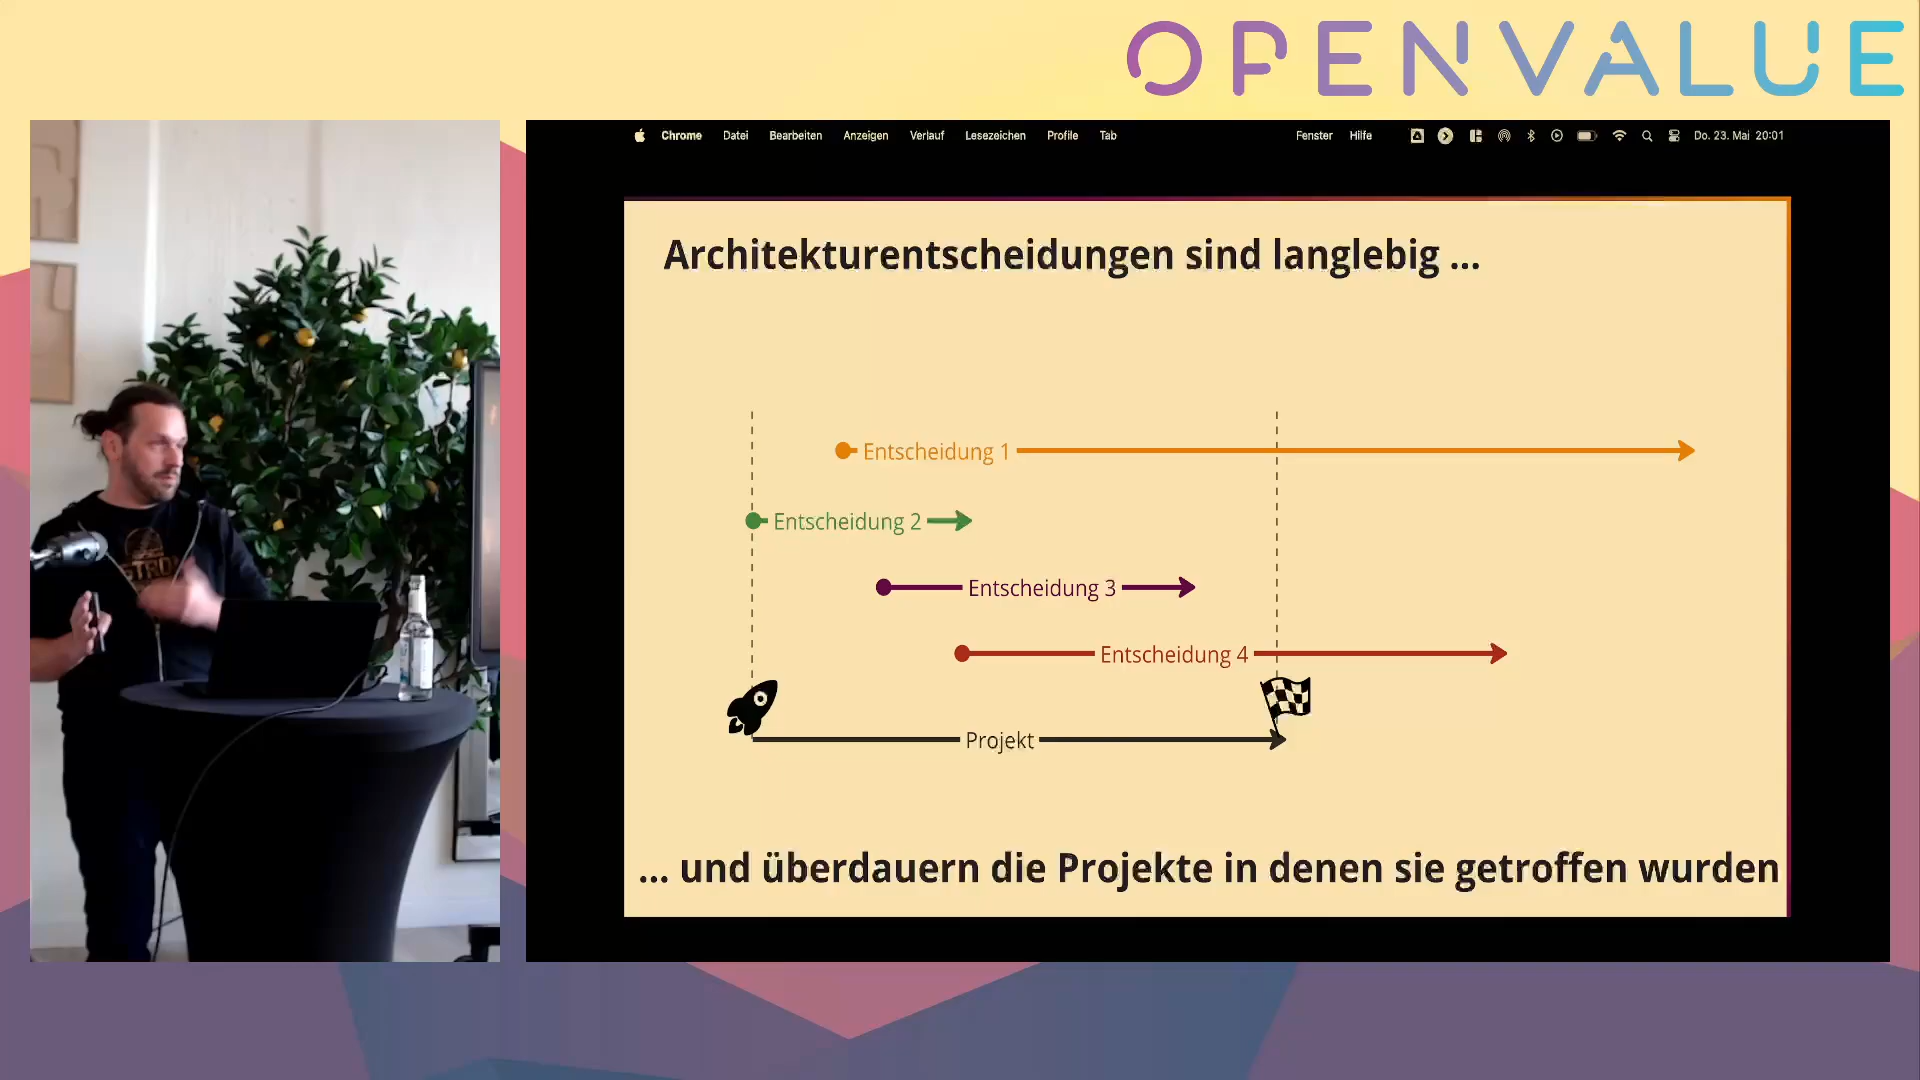 OPENVALUE
Chrome Datei Bearbeiten Anzeigen Verlauf Lesezeichen Profile Tab Fenster Hilfe Do. 23. Mai 20:01
Architekturentscheidungen sind langlebig ...
Entscheidung 1
Entscheidung 2
Entscheidung 3
Entscheidung 4
Projekt
... und überdauern die Projekte in denen sie getroffen wurden